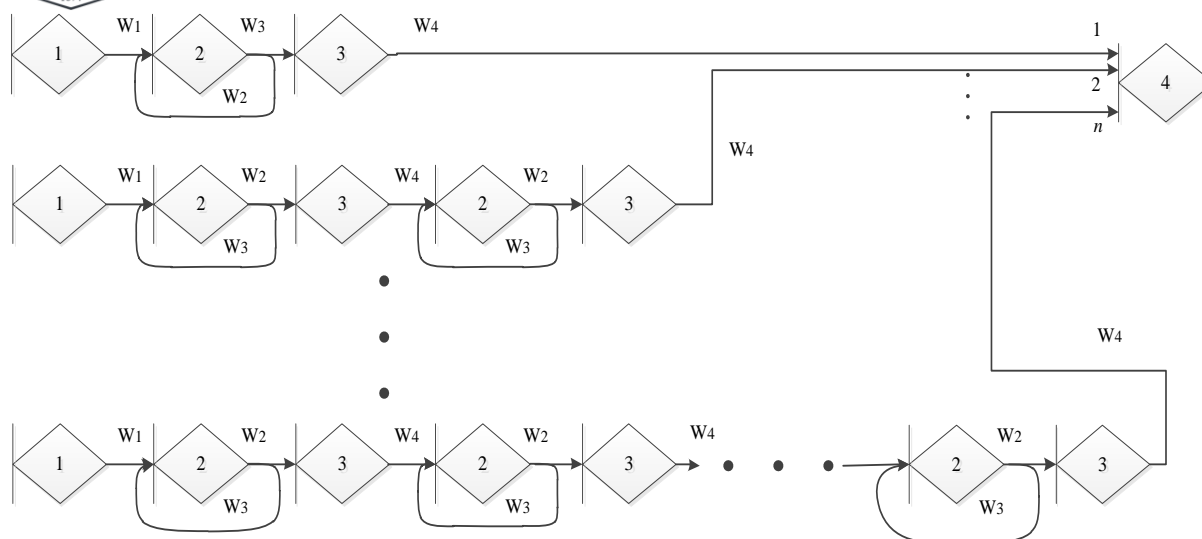 W1 W3 W4 1
1 2 3 4
W2 2
n
W4
W1 W2 W4 W2
1 2 3 2 3
W3 W3
W4
W1 W2 W4 W2 W4 W2
1 2 3 2 3 2 3
W3 W3 W3